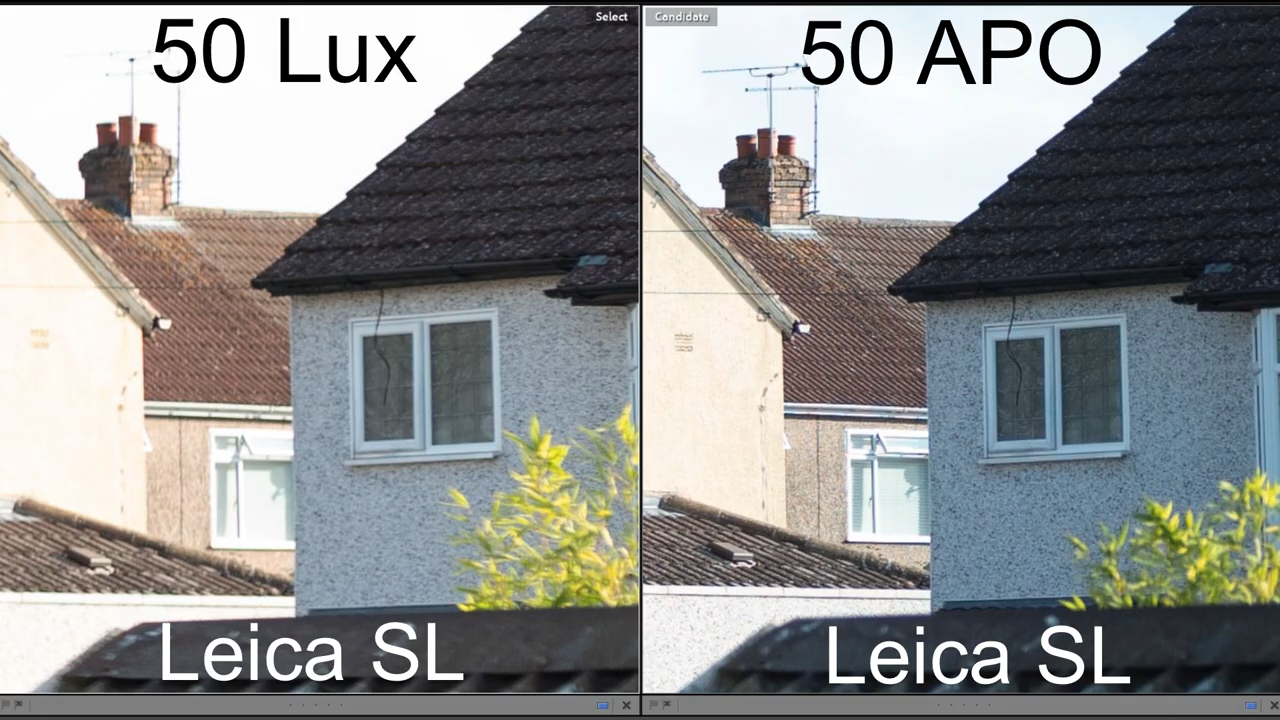 Select
Candidate
50 Lux
50 APO
Leica SL
Leica SL